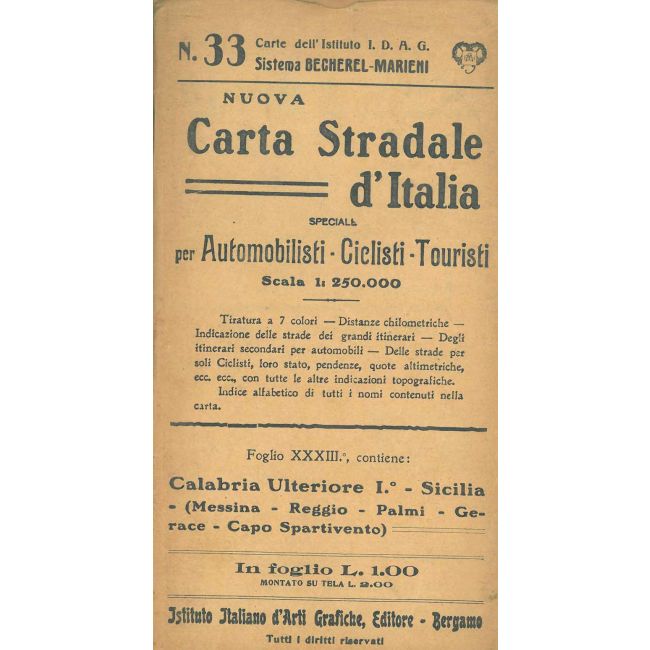 N. 33 Carte dell'Istituto I. D. A. G.
Sistema BECHEREL-MARIENI
NUOVA
Carta Stradale
d'Italia
SPECIALE
per Automobilisti - Ciclisti - Touristi
Scala 1: 250.000
Tiratura a 7 colori — Distanze chilometriche —
Indicazione delle strade dei grandi itinerari — Degli
itinerari secondari per automobili — Delle strade per
soli Ciclisti, loro stato, pendenze, quote altimetriche,
ecc. ecc., con tutte le altre indicazioni topografiche.
Indice alfabetico di tutti i nomi contenuti nella
carta.
Foglio XXXIII.°, contiene:
Calabria Ulteriore I.° - Sicilia
- (Messina - Reggio - Palmi - Ge-
race - Capo Spartivento)
In foglio L. 1.00
MONTATO SU TELA L. 2.00
Istituto Italiano d'Arti Grafiche, Editore - Bergamo
Tutti i diritti riservati